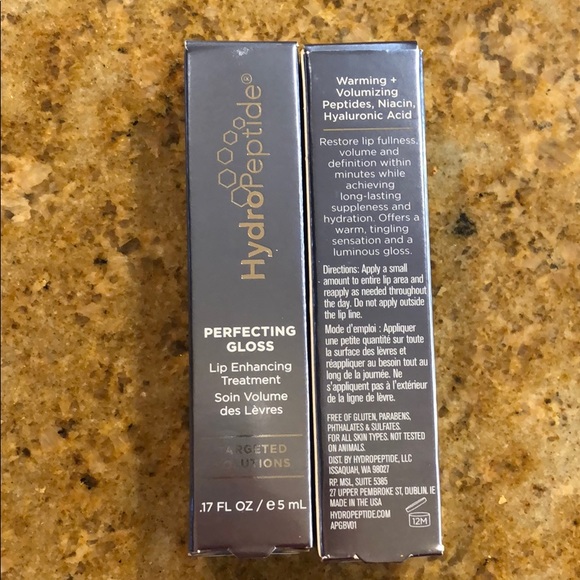 HydroPeptide®
PERFECTING
GLOSS
Lip Enhancing
Treatment
Soin Volume
des Lèvres
TARGETED
SOLUTIONS
.17 FL OZ / ℮ 5 mL
Warming +
Volumizing
Peptides, Niacin,
Hyaluronic Acid
Restore lip fullness,
volume and
definition within
minutes while
achieving
long-lasting
suppleness and
hydration. Offers a
warm, tingling
sensation and a
luminous gloss.
Directions: Apply a small
amount to entire lip area and
reapply as needed throughout
the day. Do not apply outside
the lip line.
Mode d'emploi : Appliquer
une petite quantité sur toute
la surface des lèvres et
réappliquer au besoin tout au
long de la journée. Ne
s'appliquent pas à l'extérieur
de la ligne de lèvre.
FREE OF GLUTEN, PARABENS,
PHTHALATES & SULFATES.
FOR ALL SKIN TYPES. NOT TESTED
ON ANIMALS.
DIST. BY HYDROPEPTIDE, LLC
ISSAQUAH, WA 98027
RP. MSL, SUITE 5385
27 UPPER PEMBROKE ST, DUBLIN, IE
MADE IN THE USA
HYDROPEPTIDE.COM
APGBV01
12M